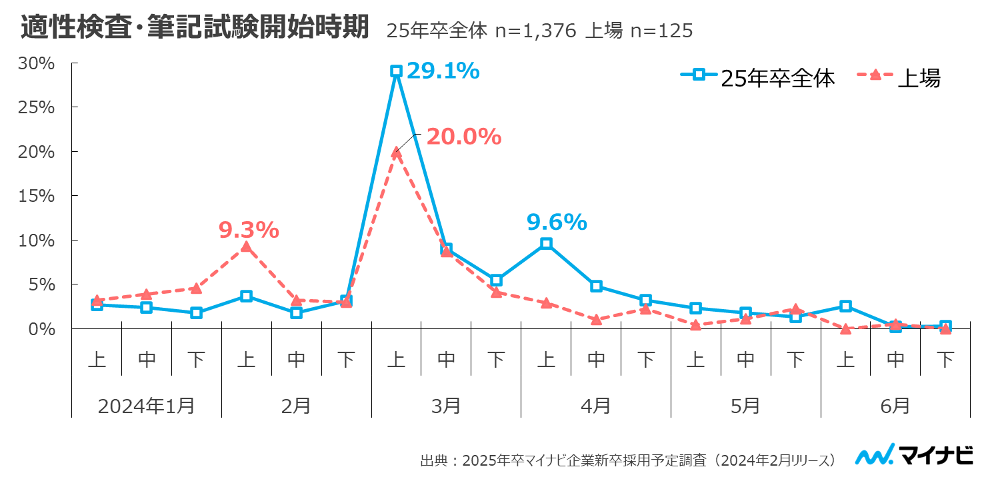 適性検査･筆記試験開始時期 25年卒全体 n=1,376 上場 n=125
30%
25%
20%
15%
10%
5%
0%
25年卒全体 上場
29.1%
20.0%
9.3%
9.6%
上 中 下 上 中 下 上 中 下 上 中 下 上 中 下 上 中 下
2024年1月 2月 3月 4月 5月 6月
出典：2025年卒マイナビ企業新卒採用予定調査（2024年2月ﾘﾘｰｽ）
マイナビ